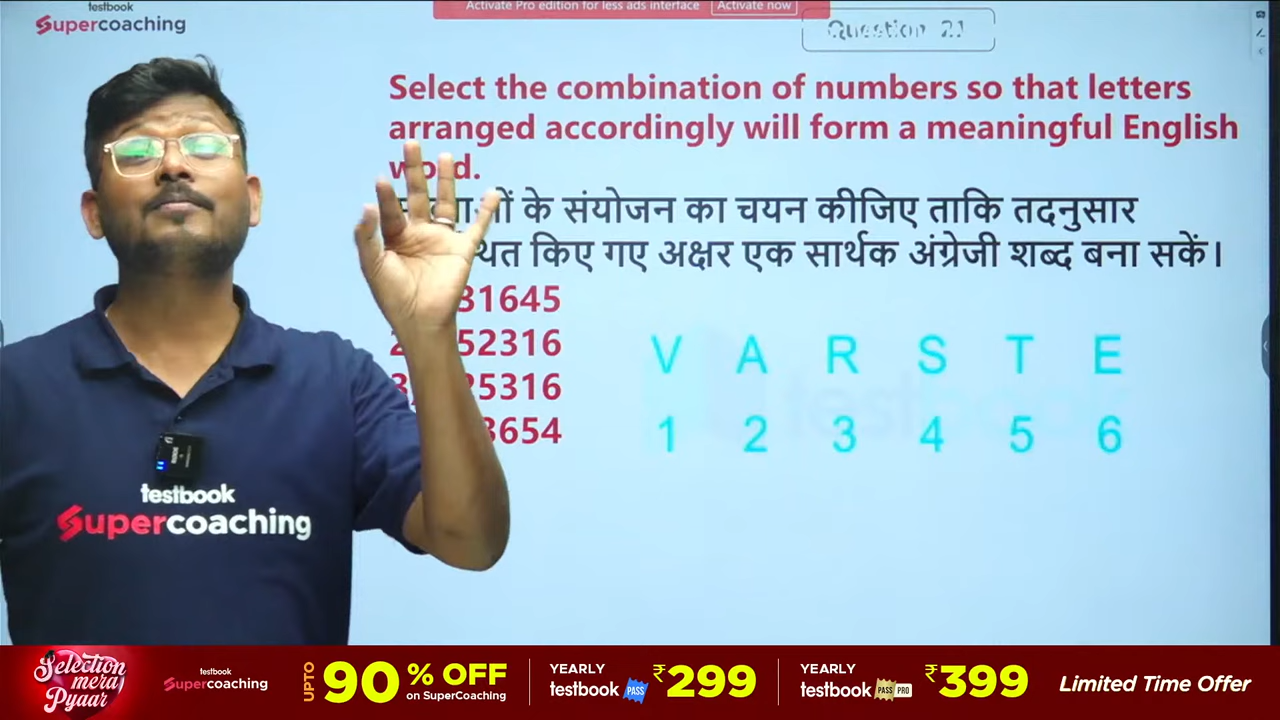 testbook
Supercoaching
Activate Pro edition for less ads interface Activate now
Question 21
Select the combination of numbers so that letters
arranged accordingly will form a meaningful English
word.
के संयोजन का चयन कीजिए ताकि तदनुसार
किए गए अक्षर एक सार्थक अंग्रेजी शब्द बना सकें।
31645
52316
25316
3654
V A R S T E
1 2 3 4 5 6
testbook
testbook
Supercoaching
Selection mera Pyaar
testbook
Supercoaching
UPTO 90% OFF on SuperCoaching
YEARLY testbook PASS ₹299
YEARLY testbook PASS PRO ₹399
Limited Time Offer